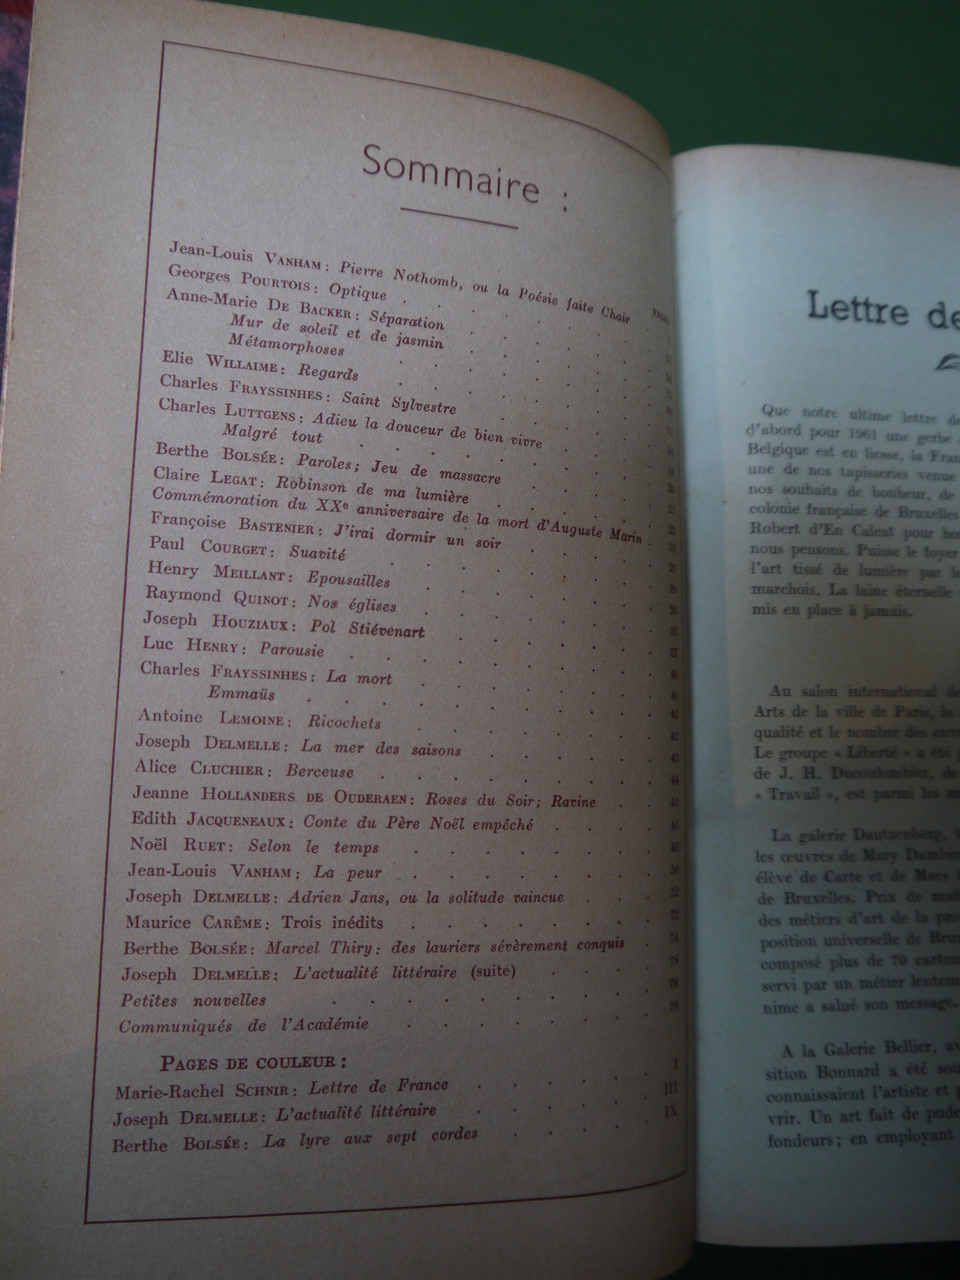 Sommaire :
Jean-Louis VANHAM : Pierre Nothomb, ou la Poésie faite Chair
Georges POURTOIS : Optique
Anne-Marie DE BACKER : Séparation
Mur de soleil et de jasmin
Métamorphoses
Elie WILLAIME : Regards
Charles FRAYSSINHES : Saint Sylvestre
Charles LUTTGENS : Adieu la douceur de bien vivre
Malgré tout
Berthe BOLSÉE : Paroles ; Jeu de massacre
Claire LEGAT : Robinson de ma lumière
Commémoration du XXe anniversaire de la mort d'Auguste Marin
Françoise BASTENIER : J'irai dormir un soir
Paul COURGET : Suavité
Henry MEILLANT : Epousailles
Raymond QUINOT : Nos églises
Joseph HOUZIAUX : Pol Stiévenart
Luc HENRY : Parousie
Charles FRAYSSINHES : La mort
Emmaüs
Antoine LEMOINE : Ricochets
Joseph DELMELLE : La mer des saisons
Alice CLUCHIER : Berceuse
Jeanne HOLLANDERS DE OUDERAEN : Roses du Soir ; Ravine
Edith JACQUENEAUX : Conte du Père Noël empêché
Noël RUET : Selon le temps
Jean-Louis VANHAM : La peur
Joseph DELMELLE : Adrien Jans, ou la solitude vaincue
Maurice CARÊME : Trois inédits
Berthe BOLSÉE : Marcel Thiry : des lauriers sévèrement conquis
Joseph DELMELLE : L'actualité littéraire (suite)
Petites nouvelles
Communiqués de l'Académie
PAGES DE COULEUR :
Marie-Rachel SCHNIR : Lettre de France I
Joseph DELMELLE : L'actualité littéraire III
Berthe BOLSÉE : La lyre aux sept cordes IX
Lettre de
Que notre ultime lettre de
d'abord pour 1961 une gerbe
Belgique est en liesse, la Fran
une de nos tapisseries venue
nos souhaits de bonheur, de
colonie française de Bruxelles
Robert d'En Calcat pour
nous pensons. Puisse le foyer
l'art tissé de lumière par le
marchois. La laine éternelle
mis en place à jamais.
Au salon international de
Arts de la ville de Paris, la
qualité et le nombre des
Le groupe « Liberté » a été
de J. H. Ducoulombier, de
« Travail », est parmi les
La galerie Dautzenberg,
les œuvres de Mary Dambie
élève de Carte et de Maes
de Bruxelles. Prix de
des métiers d'art de la pro
position universelle de Bru
composé plus de 70 carton
servi par un métier lentem
nime a salué son message.
A la Galerie Bellier, av
sition Bonnard a été
connaissaient l'artiste et
vrir. Un art fait de pude
fondeurs ; en employant